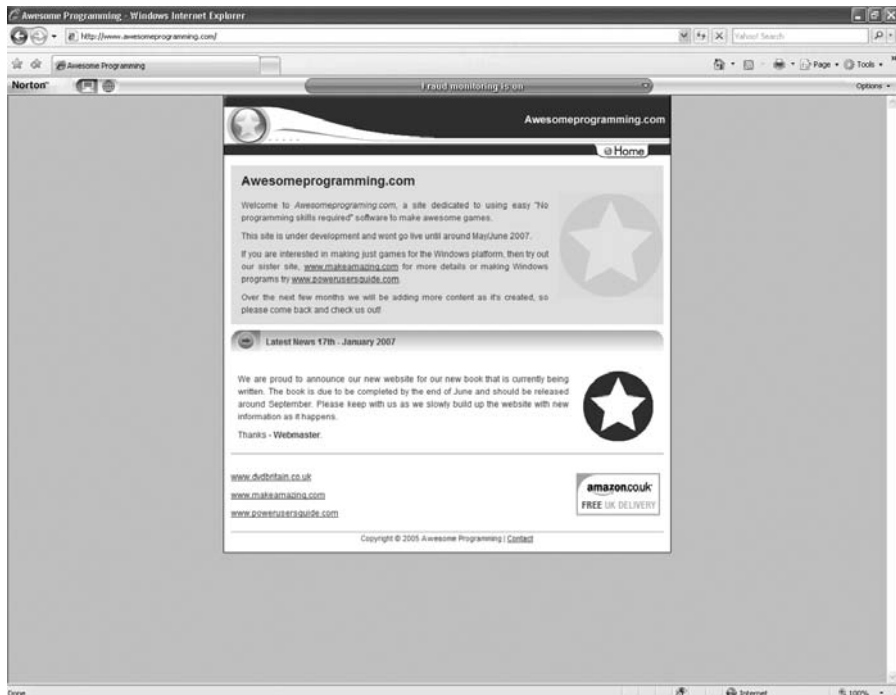 Awesome Programming - Windows Internet Explorer
http://www.awesomeprogramming.com/
Yahoo! Search
Awesome Programming
Page
Tools
Norton
Fraud monitoring is on
Options
Awesomeprogramming.com
Home
Awesomeprogramming.com
Welcome to Awesomeprograming.com, a site dedicated to using easy "No
programming skills required" software to make awesome games.
This site is under development and wont go live until around May/June 2007.
If you are interested in making just games for the Windows platform, then try out
our sister site, www.makeamazing.com for more details or making Windows
programs try www.powerusersguide.com.
Over the next few months we will be adding more content as it's created, so
please come back and check us out!
Latest News 17th - January 2007
We are proud to announce our new website for our new book that is currently being
written. The book is due to be completed by the end of June and should be released
around September. Please keep with us as we slowly build up the website with new
information as it happens.
Thanks - Webmaster.
www.dvdbritain.co.uk
www.makeamazing.com
www.powerusersguide.com
amazon.co.uk
FREE UK DELIVERY
Copyright © 2005 Awesome Programming | Contact
Done
Internet
100%